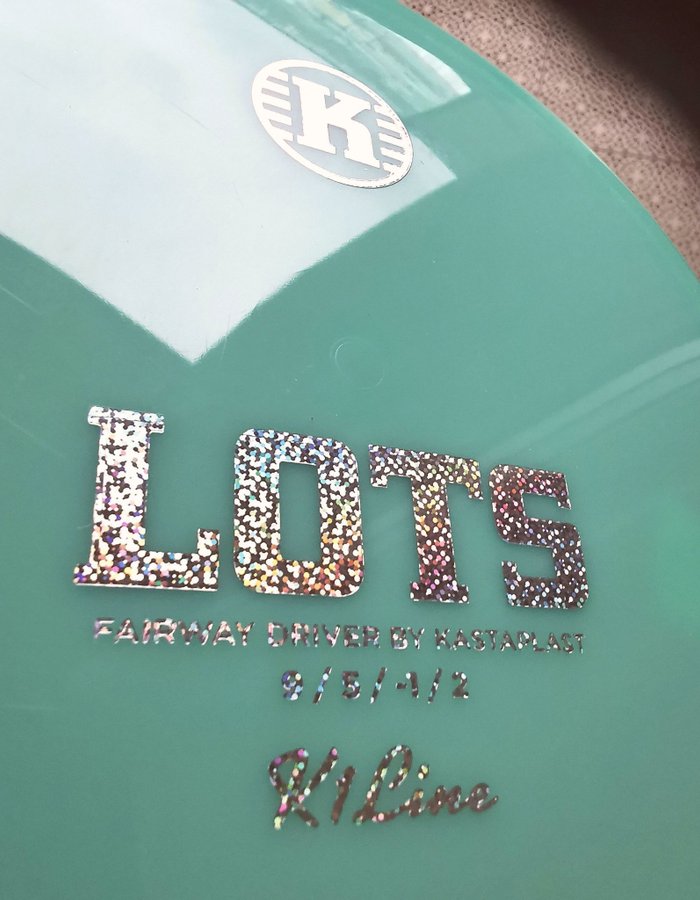 K
LOTS
FAIRWAY DRIVER BY KASTAPLAST
9/5/-1/2
K1 Line